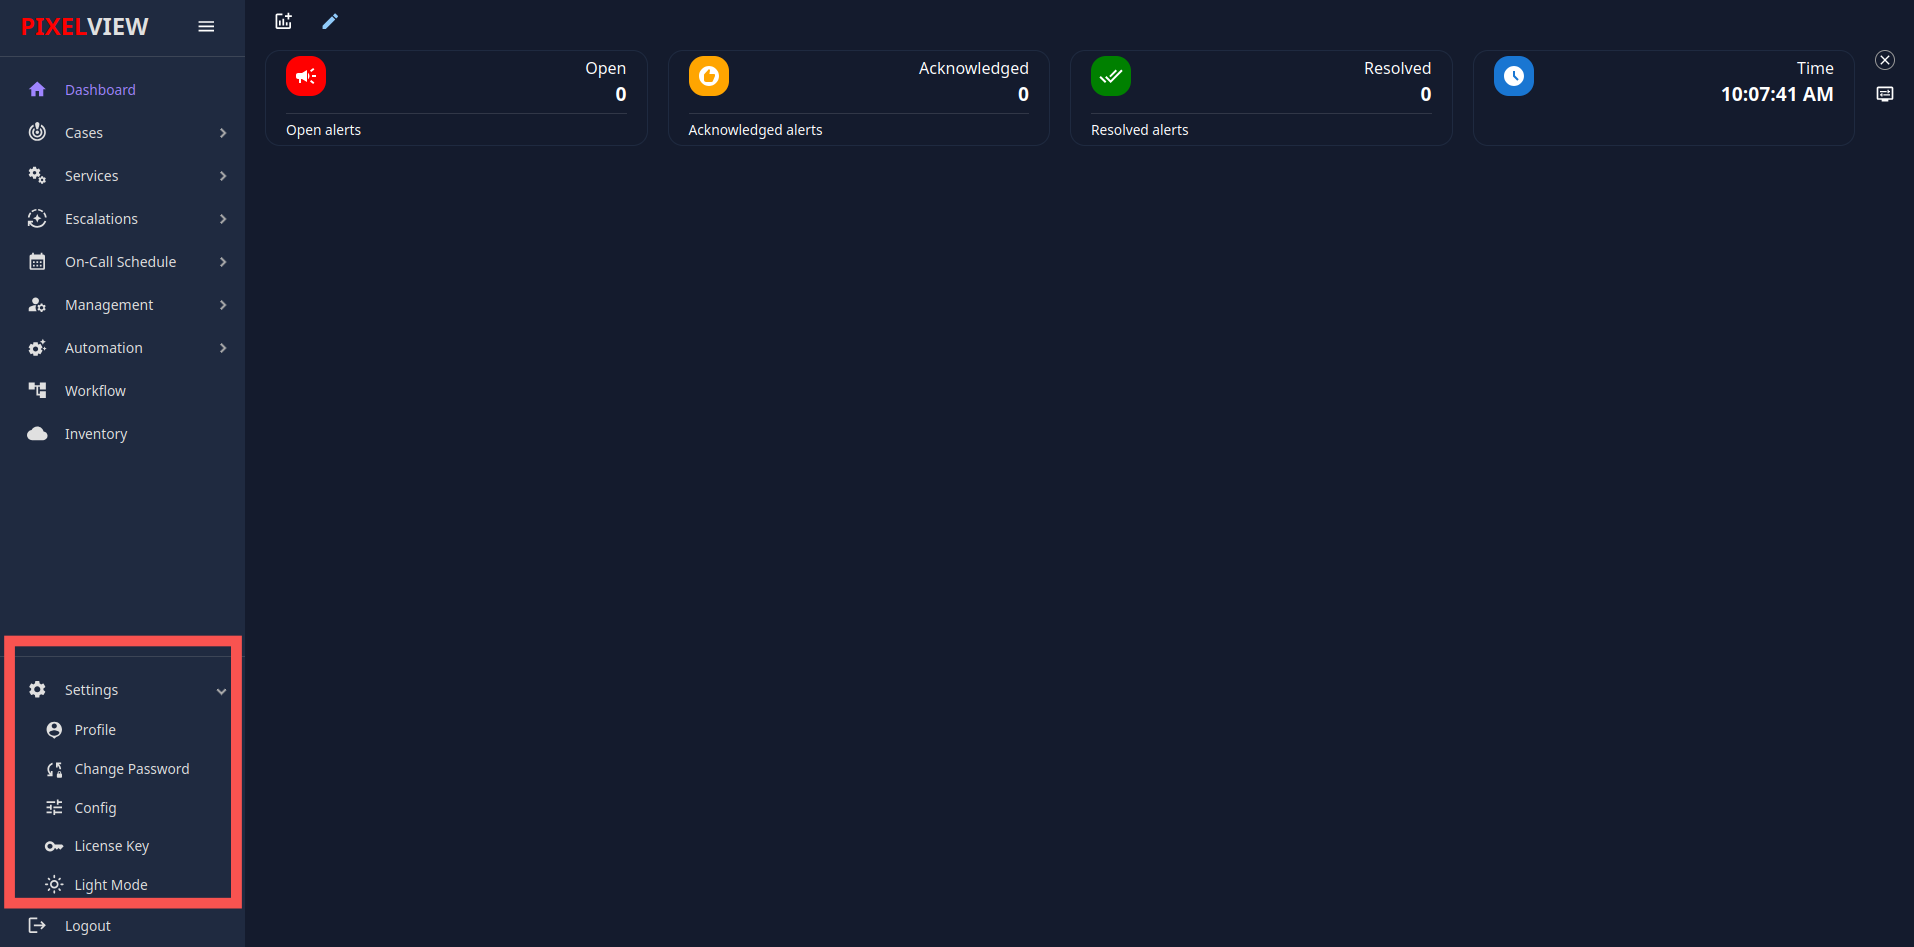 PIXELVIEW
Dashboard
Cases
Services
Escalations
On-Call Schedule
Management
Automation
Workflow
Inventory
Settings
Profile
Change Password
Config
License Key
Light Mode
Logout
Open
0
Open alerts
Acknowledged
0
Acknowledged alerts
Resolved
0
Resolved alerts
Time
10:07:41 AM